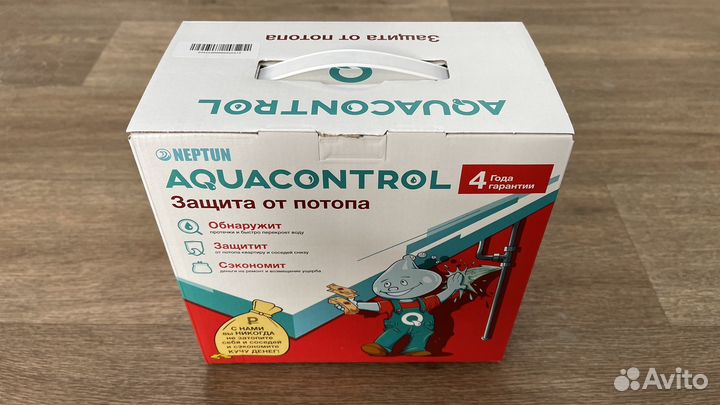 Защита от потопа
AQUACONTROL
NEPTUN
AQUACONTROL
4 Года
гарантии
Защита от потопа
Обнаружит
протечки и быстро перекроет воду
Защитит
от потопа квартиру и соседей снизу
Сэкономит
деньги на ремонт и возмещение ущерба
С НАМИ
вы НИКОГДА
не затопите
себя и соседей
и сэкономите
КУЧУ ДЕНЕГ!
Avito